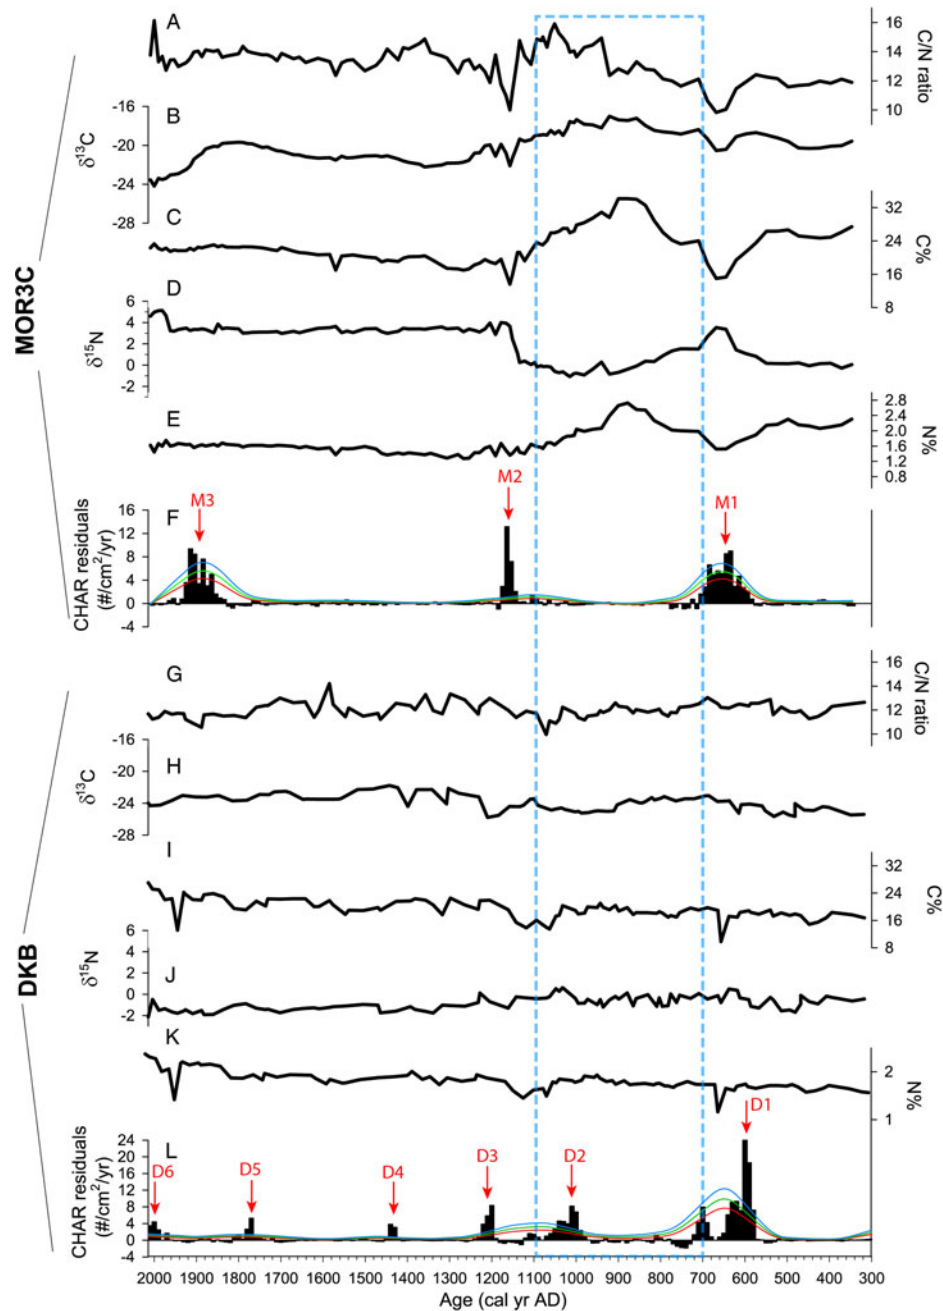 MOR3C
A
16
14
12
10
C/N ratio
B
-16
-20
-24
-28
δ13C
C
32
24
16
8
C%
D
6
4
2
0
-2
δ15N
E
2.8
2.4
2.0
1.6
1.2
0.8
N%
F
M3
M2
M1
16
12
8
4
0
-4
CHAR residuals
(#/cm2/yr)
DKB
G
16
14
12
10
C/N ratio
H
-16
-20
-24
-28
δ13C
I
32
24
16
8
C%
J
6
4
2
0
-2
δ15N
K
2
1
N%
L
D6
D5
D4
D3
D2
D1
24
20
16
12
8
4
0
-4
CHAR residuals
(#/cm2/yr)
2000 1900 1800 1700 1600 1500 1400 1300 1200 1100 1000 900 800 700 600 500 400 300
Age (cal yr AD)